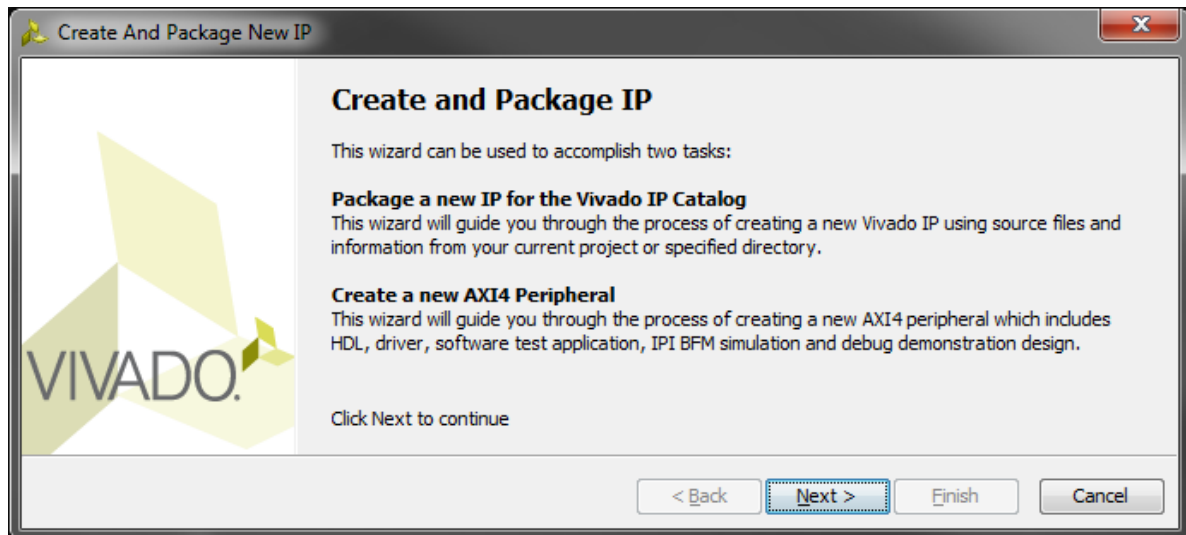 Create And Package New IP
Create and Package IP
This wizard can be used to accomplish two tasks:
Package a new IP for the Vivado IP Catalog
This wizard will guide you through the process of creating a new Vivado IP using source files and
information from your current project or specified directory.
Create a new AXI4 Peripheral
This wizard will guide you through the process of creating a new AXI4 peripheral which includes
HDL, driver, software test application, IPI BFM simulation and debug demonstration design.
VIVADO.
Click Next to continue
< Back Next > Finish Cancel